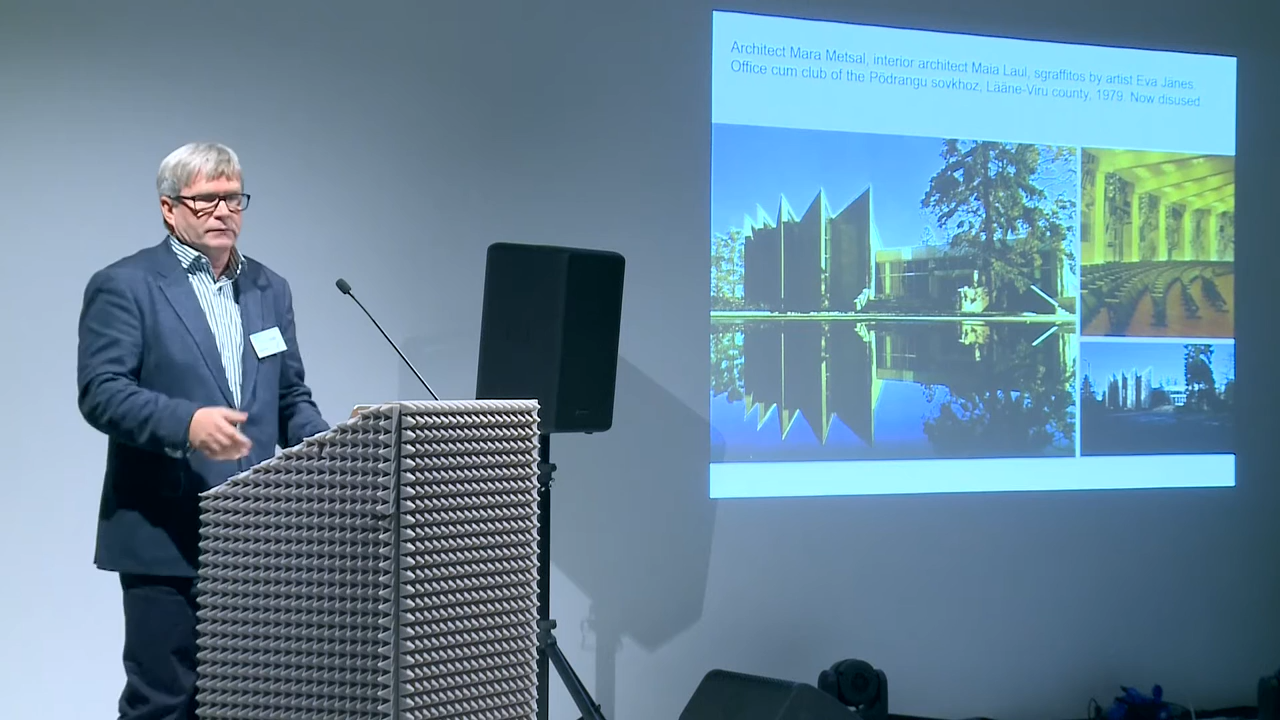 Architect Mara Metsal, interior architect Maia Laul, sgraffitos by artist Eva Jänes.
Office cum club of the Põdrangu sovkhoz, Lääne-Viru county, 1979. Now disused